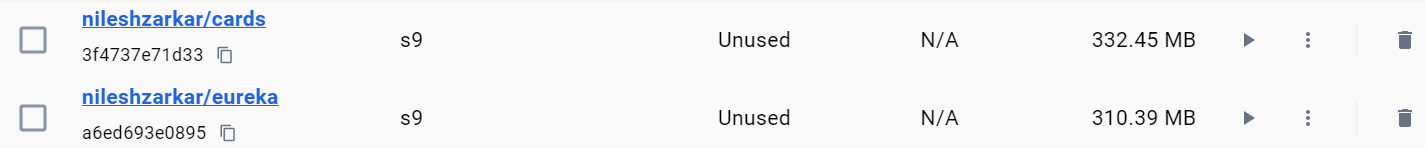 nileshzarkar/cards
3f4737e71d33
s9 Unused N/A 332.45 MB
nileshzarkar/eureka
a6ed693e0895
s9 Unused N/A 310.39 MB